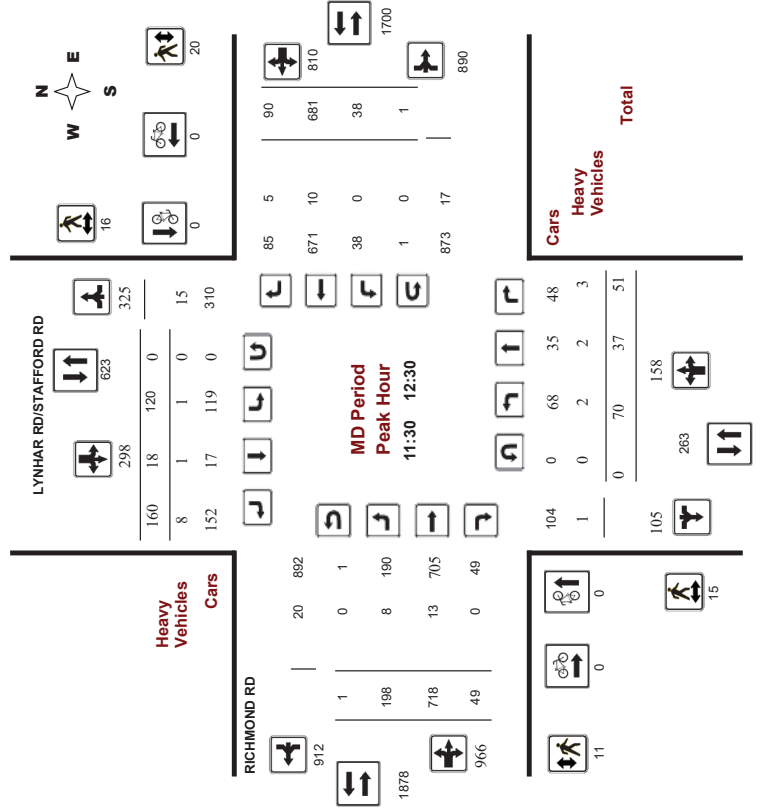 1700
N
W E
S
20
810
16
0
0
890
90 681 38 1
5 10 0 0 17
85 671 38 1 873
LYNHAR RD/STAFFORD RD
623
298
325
160 18 120 0
8 1 1 0 15
152 17 119 0 310
Heavy
Vehicles
Cars
MD Period
Peak Hour
11:30 12:30
RICHMOND RD
20 892
0 1
8 190
13 705
0 49
1
198
718
49
912
1878
966
Cars
Heavy
Vehicles
Total
104 0 68 35 48
1 0 2 2 3
0 70 37 51
105
158
263
0
0
11
15